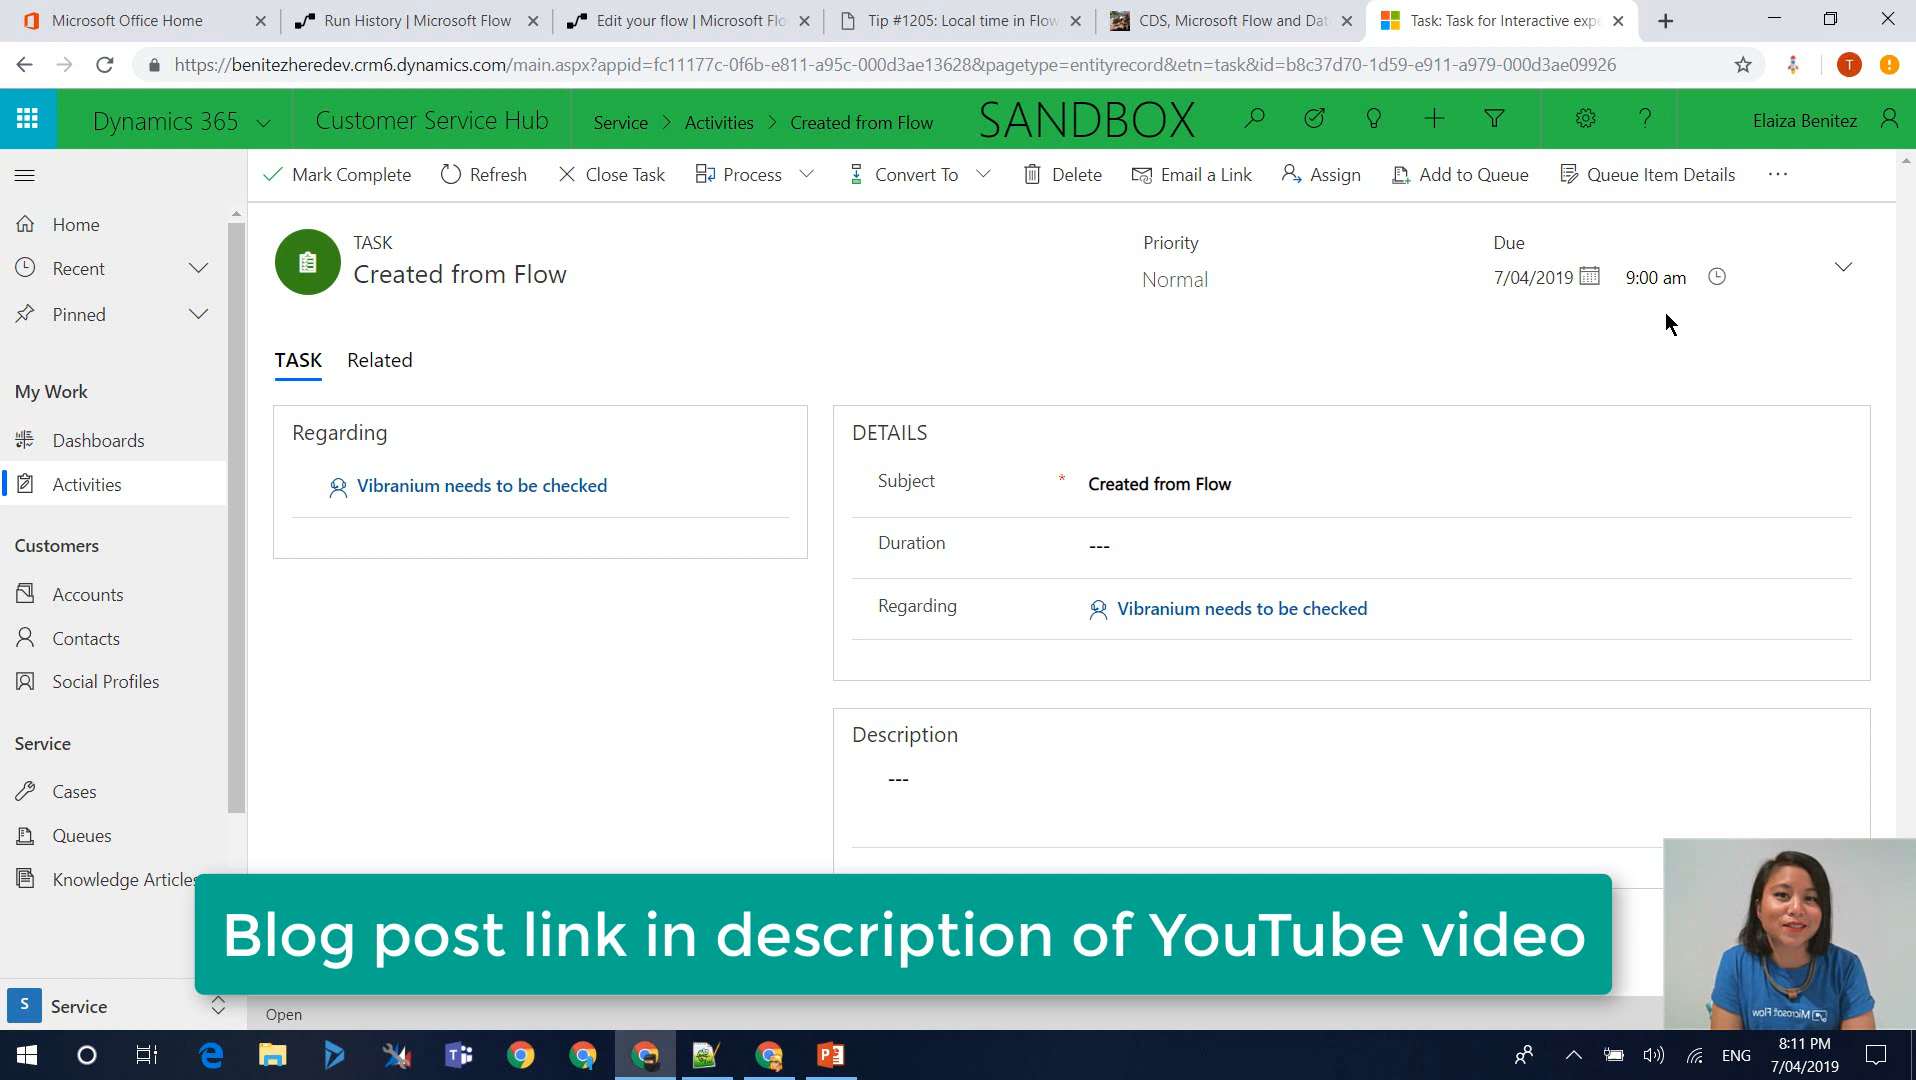 Microsoft Office Home
Run History | Microsoft Flow
Edit your flow | Microsoft Flo
Tip #1205: Local time in Flow
CDS, Microsoft Flow and Dat
Task: Task for Interactive expe
https://benitezheredev.crm6.dynamics.com/main.aspx?appid=fc11177c-0f6b-e811-a95c-000d3ae13628&pagetype=entityrecord&etn=task&id=b8c37d70-1d59-e911-a979-000d3ae09926
T
Dynamics 365
Customer Service Hub
Service > Activities > Created from Flow
SANDBOX
Elaiza Benitez
Mark Complete
Refresh
Close Task
Process
Convert To
Delete
Email a Link
Assign
Add to Queue
Queue Item Details
Home
Recent
Pinned
My Work
Dashboards
Activities
Customers
Accounts
Contacts
Social Profiles
Service
Cases
Queues
Knowledge Articles
S
Service
TASK
Created from Flow
Priority
Normal
Due
7/04/2019
9:00 am
TASK
Related
Regarding
Vibranium needs to be checked
DETAILS
Subject
*
Created from Flow
Duration
---
Regarding
Vibranium needs to be checked
Description
---
Blog post link in description of YouTube video
Microsoft Flow
Open
ENG
8:11 PM
7/04/2019